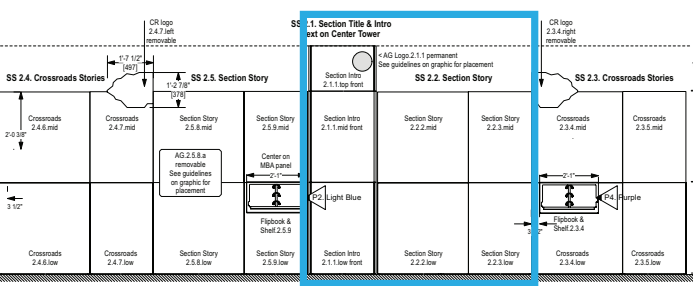 CR logo
2.4.7.left
removable
SS 2.1. Section Title & Intro
Text on Center Tower
CR logo
2.3.4.right
removable
1'-7 1/2"
[497]
< AG Logo.2.1.1 permanent
See guidelines on graphic for placement
SS 2.4. Crossroads Stories
1'-2 7/8"
[378]
SS 2.5. Section Story
Section Intro
2.1.1.top front
SS 2.2. Section Story
SS 2.3. Crossroads Stories
2'-0 3/8"
Crossroads
2.4.6.mid
Crossroads
2.4.7.mid
Section Story
2.5.8.mid
Section Story
2.5.9.mid
Section Intro
2.1.1.mid front
Section Story
2.2.2.mid
Section Story
2.2.3.mid
Crossroads
2.3.4.mid
Crossroads
2.3.5.mid
AG.2.5.8.a
removable
See guidelines
on graphic for
placement
Center on
MBA panel
2'-1"
2'-1"
P2. Light Blue
P4. Purple
3 1/2"
Flipbook &
Shelf.2.5.9
Flipbook &
Shelf.2.3.4
Crossroads
2.4.6.low
Crossroads
2.4.7.low
Section Story
2.5.8.low
Section Story
2.5.9.low
Section Intro
2.1.1.low front
Section Story
2.2.2.low
Section Story
2.2.3.low
Crossroads
2.3.4.low
Crossroads
2.3.5.low